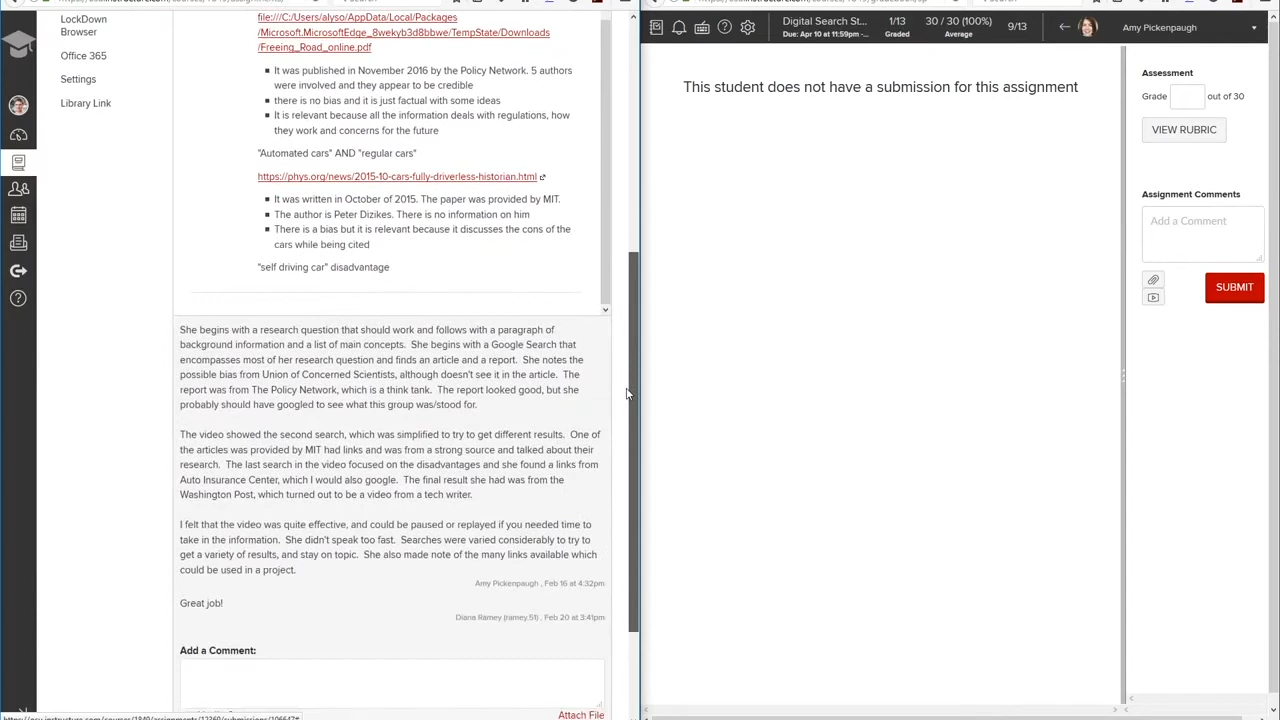 LockDown
Browser
Office 365
Settings
Library Link
file:///C:/Users/alyso/AppData/Local/Packages
/Microsoft.MicrosoftEdge_8wekyb3d8bbwe/TempState/Downloads
/Freeing_Road_online.pdf
It was published in November 2016 by the Policy Network. 5 authors
were involved and they appear to be credible
there is no bias and it is just factual with some ideas
It is relevant because all the information deals with regulations, how
they work and concerns for the future
"Automated cars" AND "regular cars"
https://phys.org/news/2015-10-cars-fully-driverless-historian.html
It was written in October of 2015. The paper was provided by MIT.
The author is Peter Dizikes. There is no information on him
There is a bias but it is relevant because it discusses the cons of the
cars while being cited
"self driving car" disadvantage
She begins with a research question that should work and follows with a paragraph of
background information and a list of main concepts. She begins with a Google Search that
encompasses most of her research question and finds an article and a report. She notes the
possible bias from Union of Concerned Scientists, although doesn't see it in the article. The
report was from The Policy Network, which is a think tank. The report looked good, but she
probably should have googled to see what this group was/stood for.
The video showed the second search, which was simplified to try to get different results. One of
the articles was provided by MIT had links and was from a strong source and talked about their
research. The last search in the video focused on the disadvantages and she found a links from
Auto Insurance Center, which I would also google. The final result she had was from the
Washington Post, which turned out to be a video from a tech writer.
I felt that the video was quite effective, and could be paused or replayed if you needed time to
take in the information. She didn't speak too fast. Searches were varied considerably to try to
get a variety of results, and stay on topic. She also made note of the many links available which
could be used in a project.
Amy Pickenpaugh , Feb 16 at 4:32pm
Great job!
Diana Ramey (ramey.51) , Feb 20 at 3:41pm
Add a Comment:
Attach File
Digital Search St...
Due: Apr 10 at 11:59pm
1/13
Graded
30 / 30 (100%)
Average
9/13
Amy Pickenpaugh
This student does not have a submission for this assignment
Assessment
Grade out of 30
VIEW RUBRIC
Assignment Comments
Add a Comment
SUBMIT